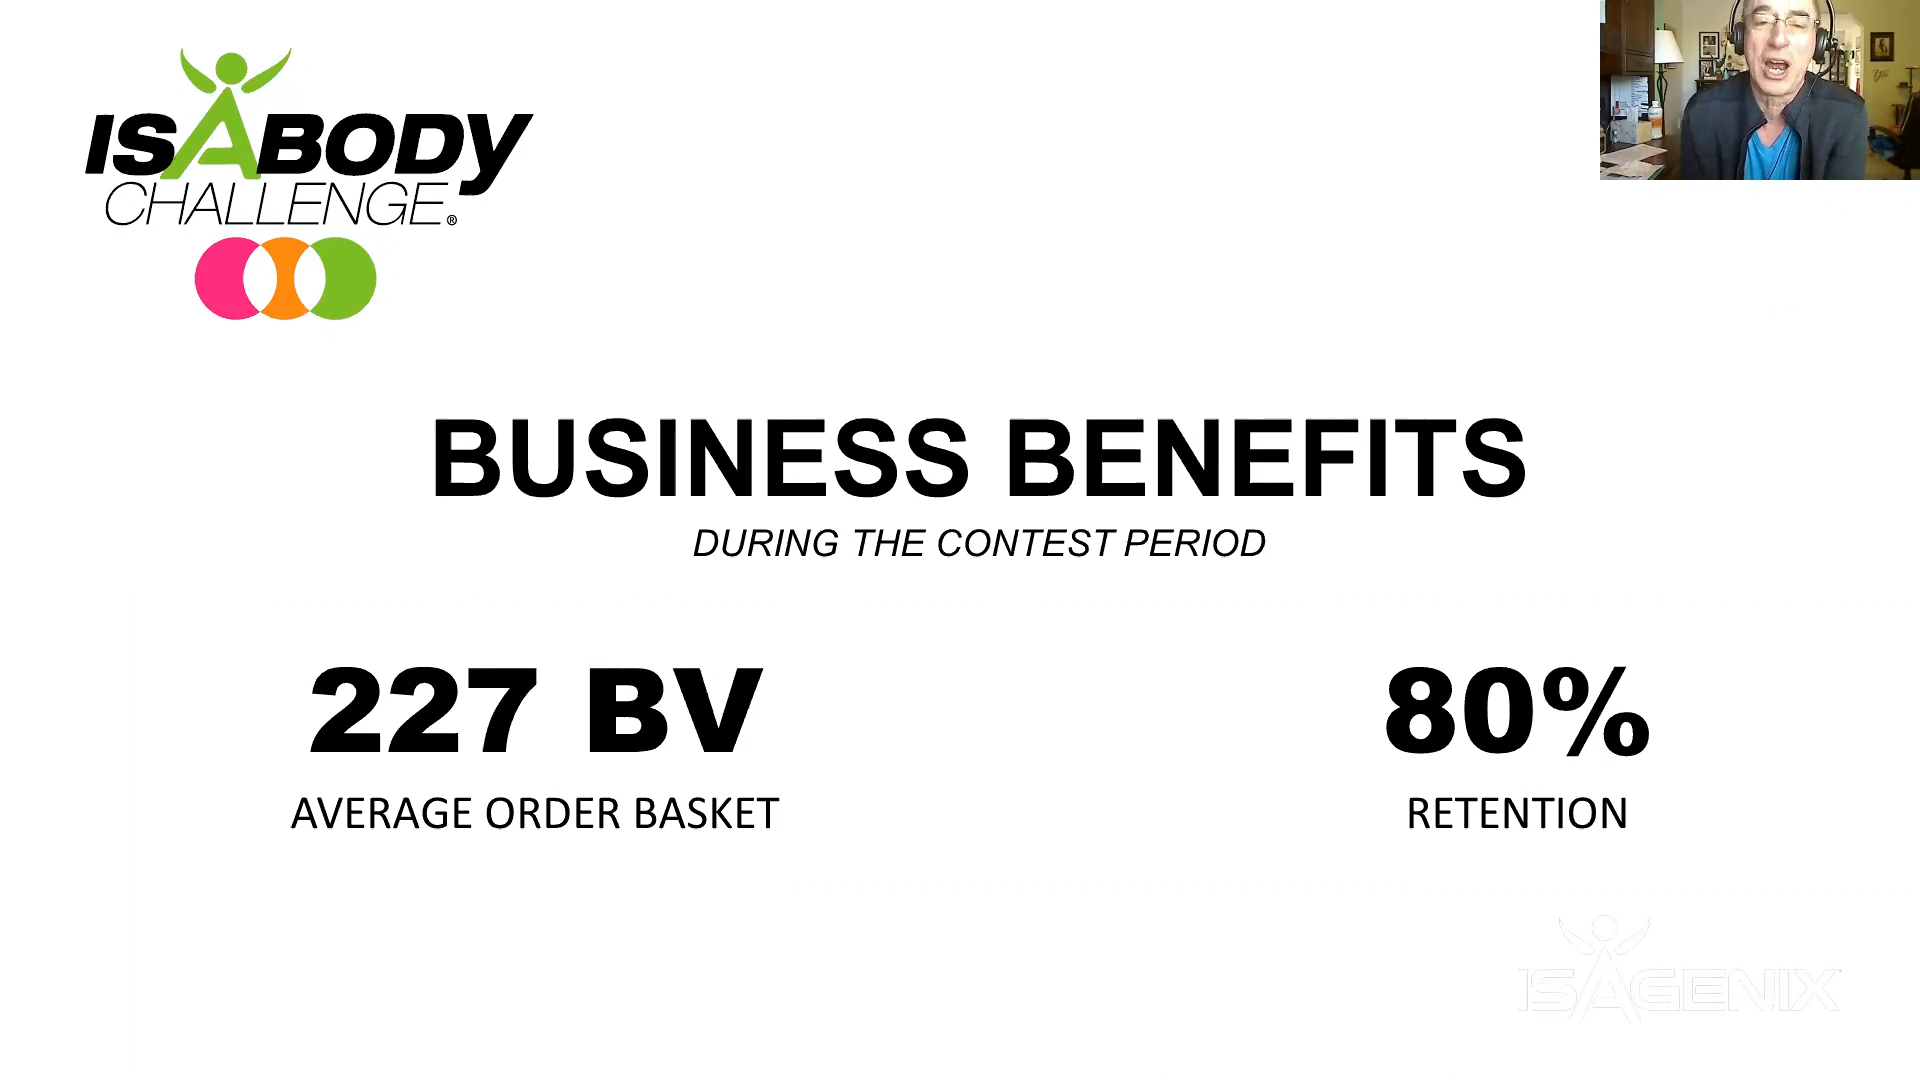 ISABODY
CHALLENGE®
BUSINESS BENEFITS
DURING THE CONTEST PERIOD
227 BV
80%
AVERAGE ORDER BASKET
RETENTION
ISAGENIX